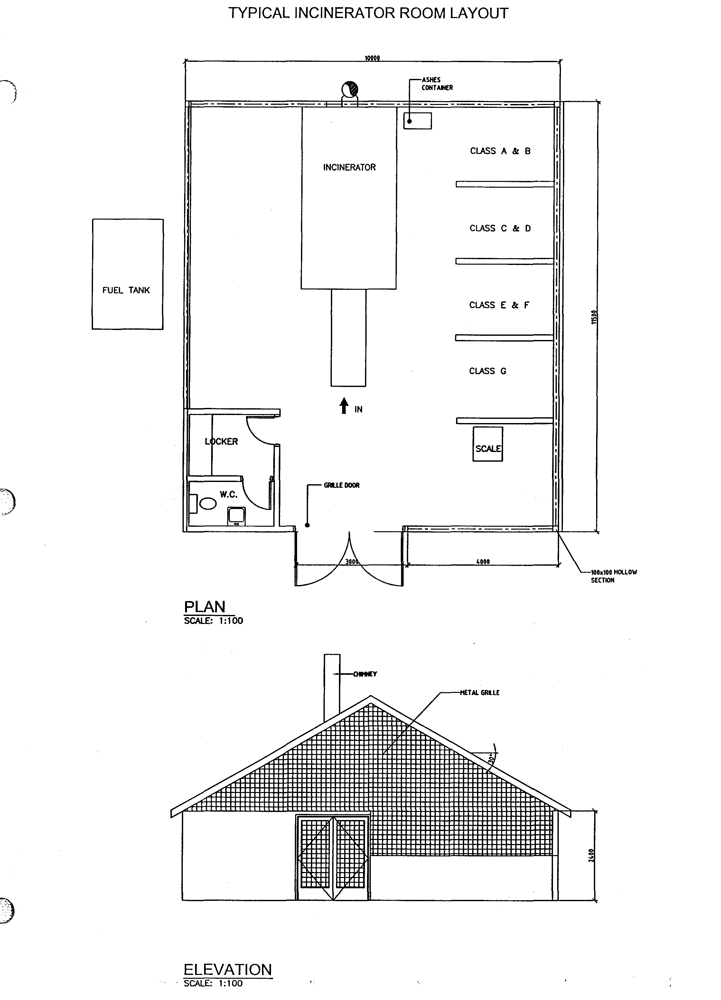 TYPICAL INCINERATOR ROOM LAYOUT
10000
ASHES
CONTAINER
CLASS A & B
INCINERATOR
CLASS C & D
FUEL TANK
CLASS E & F
11500
CLASS G
IN
LOCKER
SCALE
GRILLE DOOR
W.C.
3000
4000
100x100 HOLLOW
SECTION
PLAN
SCALE: 1:100
CHIMNEY
METAL GRILLE
30°
2400
ELEVATION
SCALE: 1:100